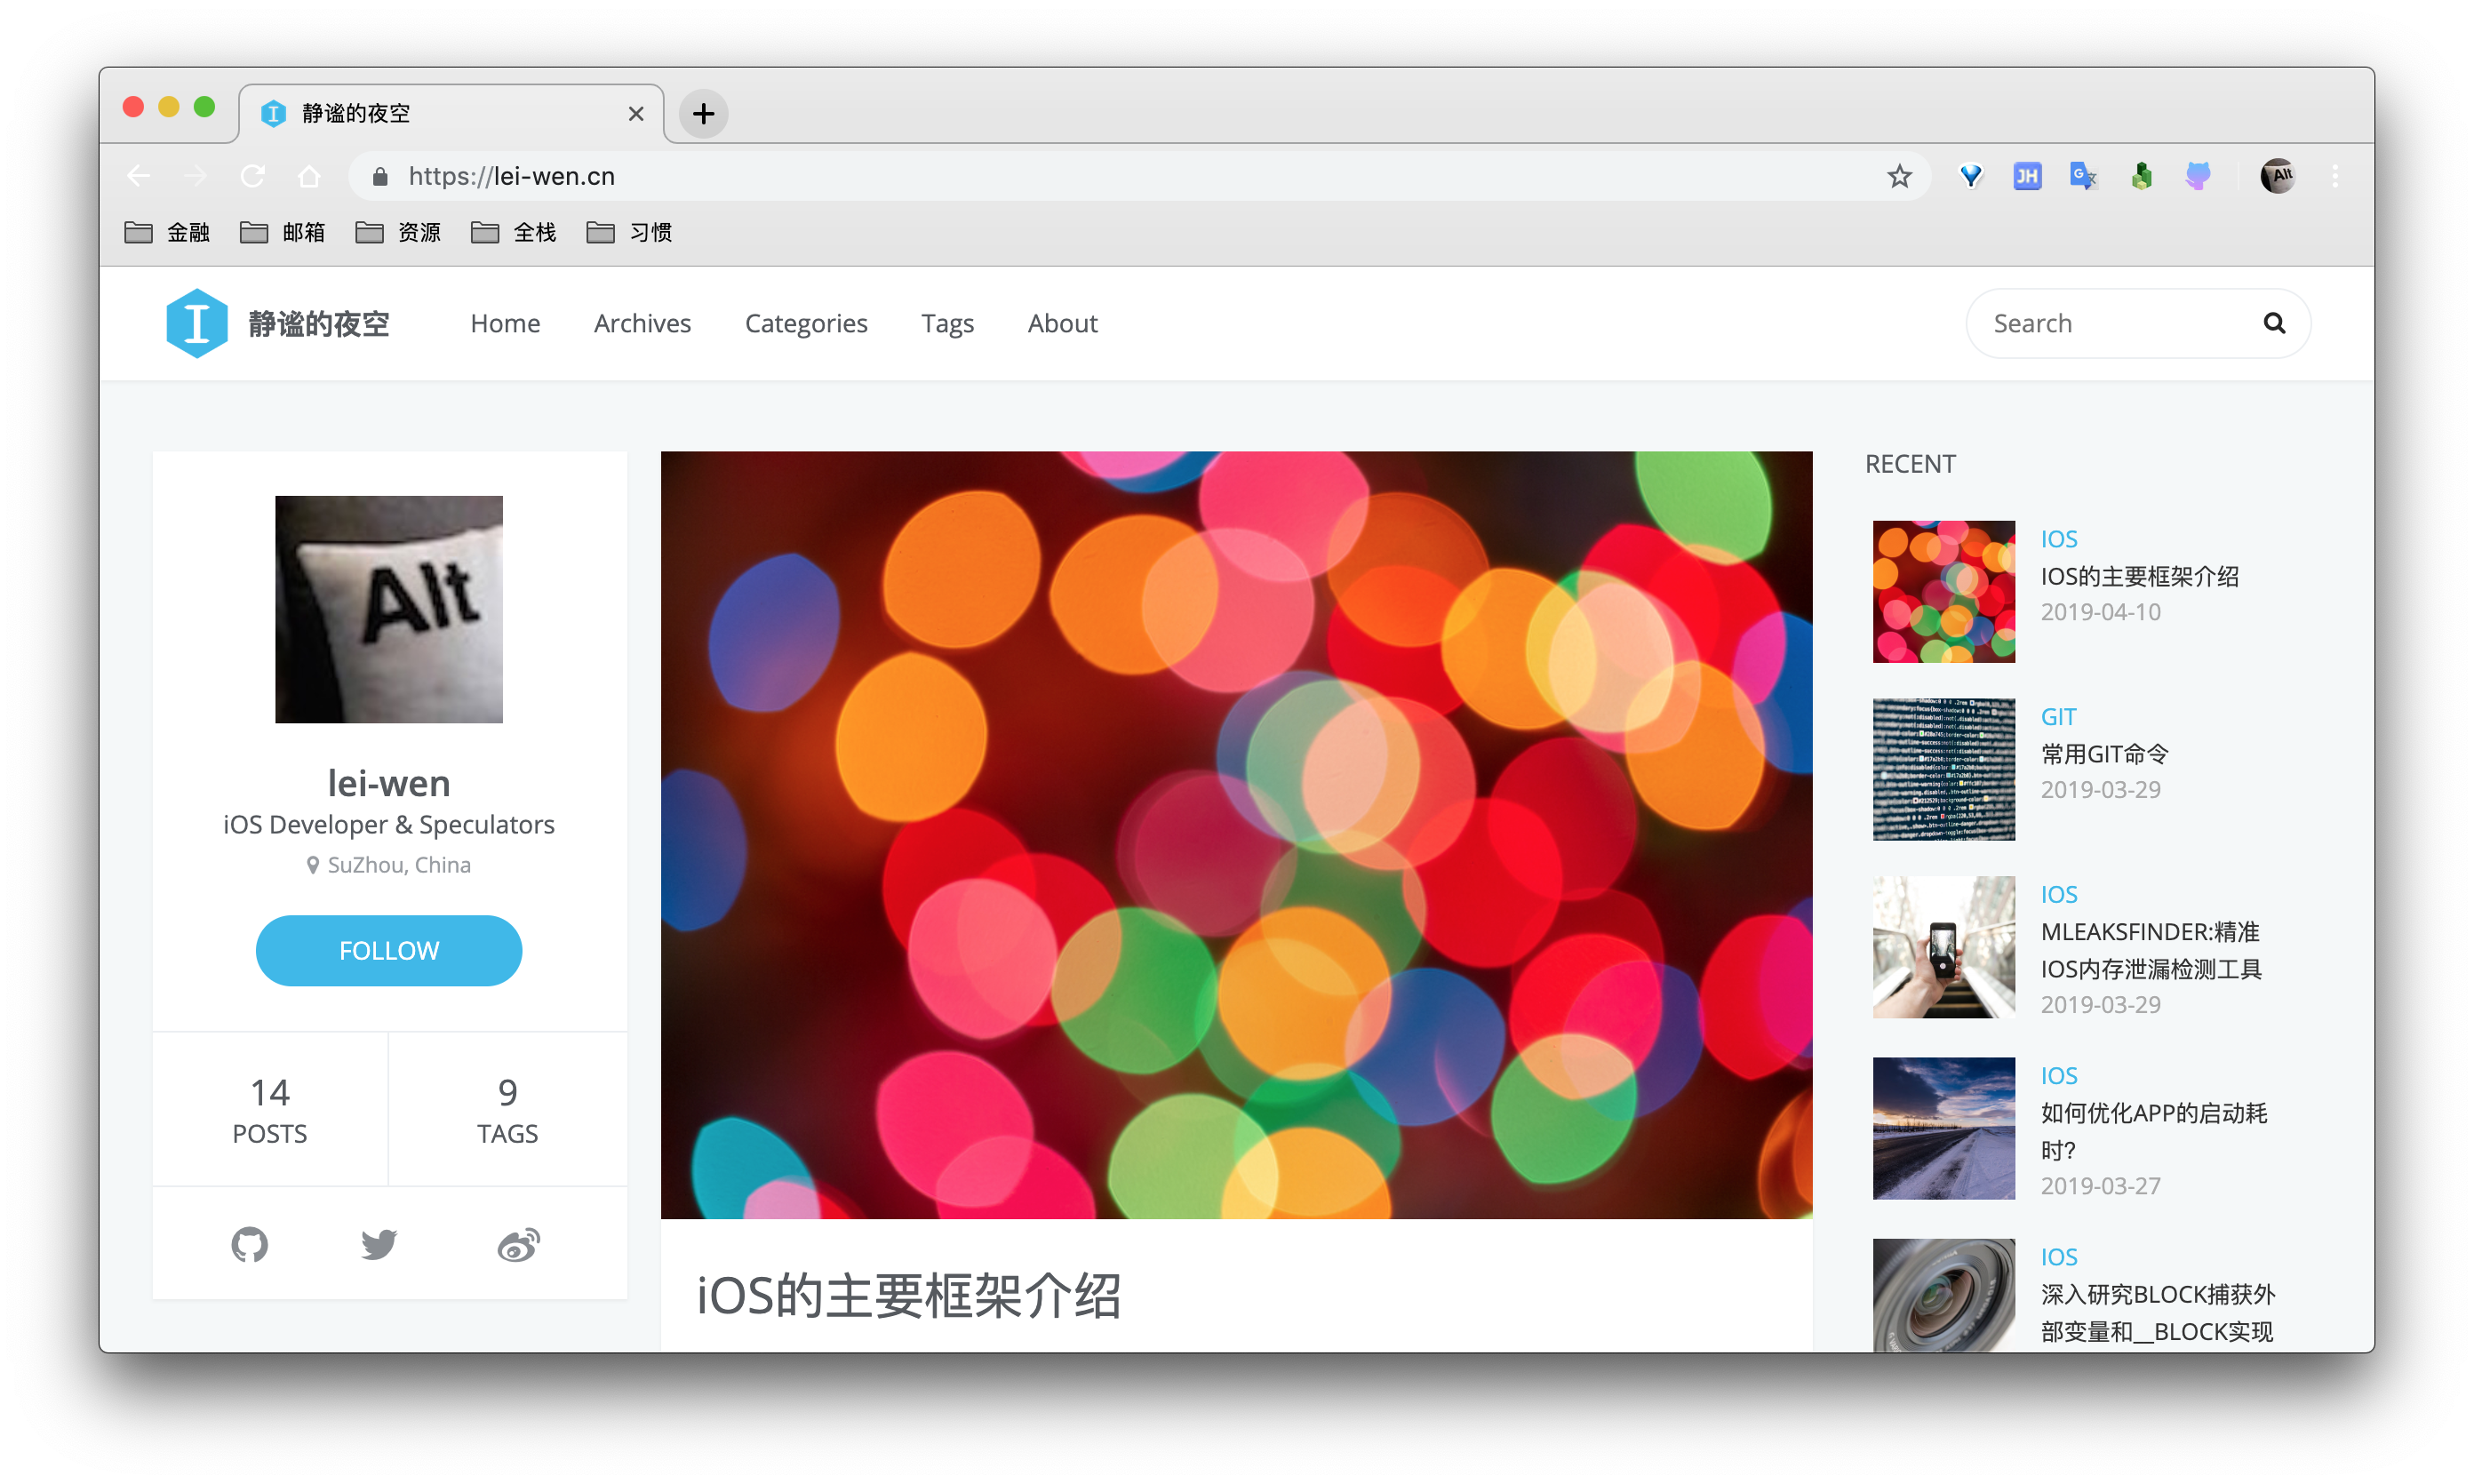 静谧的夜空
https://lei-wen.cn
JH
G
Alt
金融
邮箱
资源
全栈
习惯
I
静谧的夜空
Home
Archives
Categories
Tags
About
Search
Alt
lei-wen
iOS Developer & Speculators
SuZhou, China
FOLLOW
14
POSTS
9
TAGS
iOS的主要框架介绍
RECENT
IOS
IOS的主要框架介绍
2019-04-10
GIT
常用GIT命令
2019-03-29
IOS
MLEAKSFINDER:精准
IOS内存泄漏检测工具
2019-03-29
IOS
如何优化APP的启动耗
时?
2019-03-27
IOS
深入研究BLOCK捕获外
部变量和__BLOCK实现